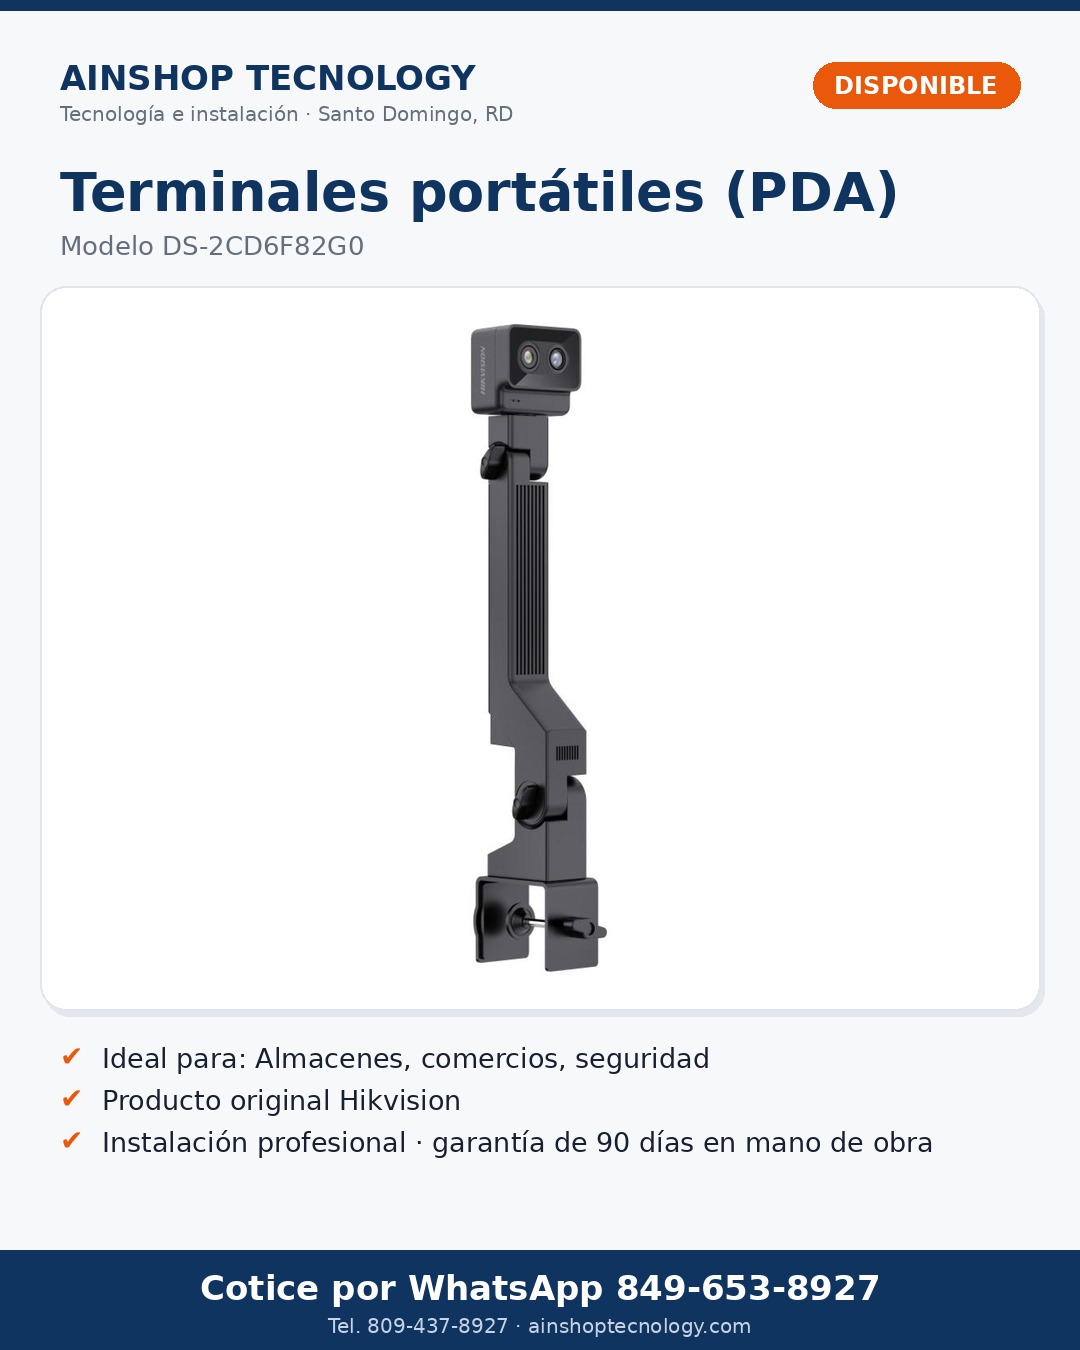 AINSHOP TECNOLOGY
DISPONIBLE
Tecnología e instalación · Santo Domingo, RD
Terminales portátiles (PDA)
Modelo DS-2CD6F82G0
HIKVISION
✔ Ideal para: Almacenes, comercios, seguridad
✔ Producto original Hikvision
✔ Instalación profesional · garantía de 90 días en mano de obra
Cotice por WhatsApp 849-653-8927
Tel. 809-437-8927 · ainshoptecnology.com